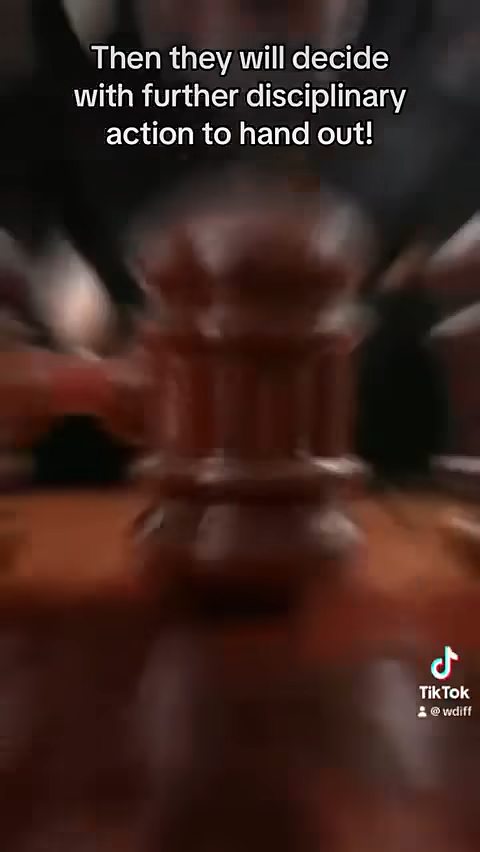 Then they will decide
with further disciplinary
action to hand out!
TikTok
@ wdiff